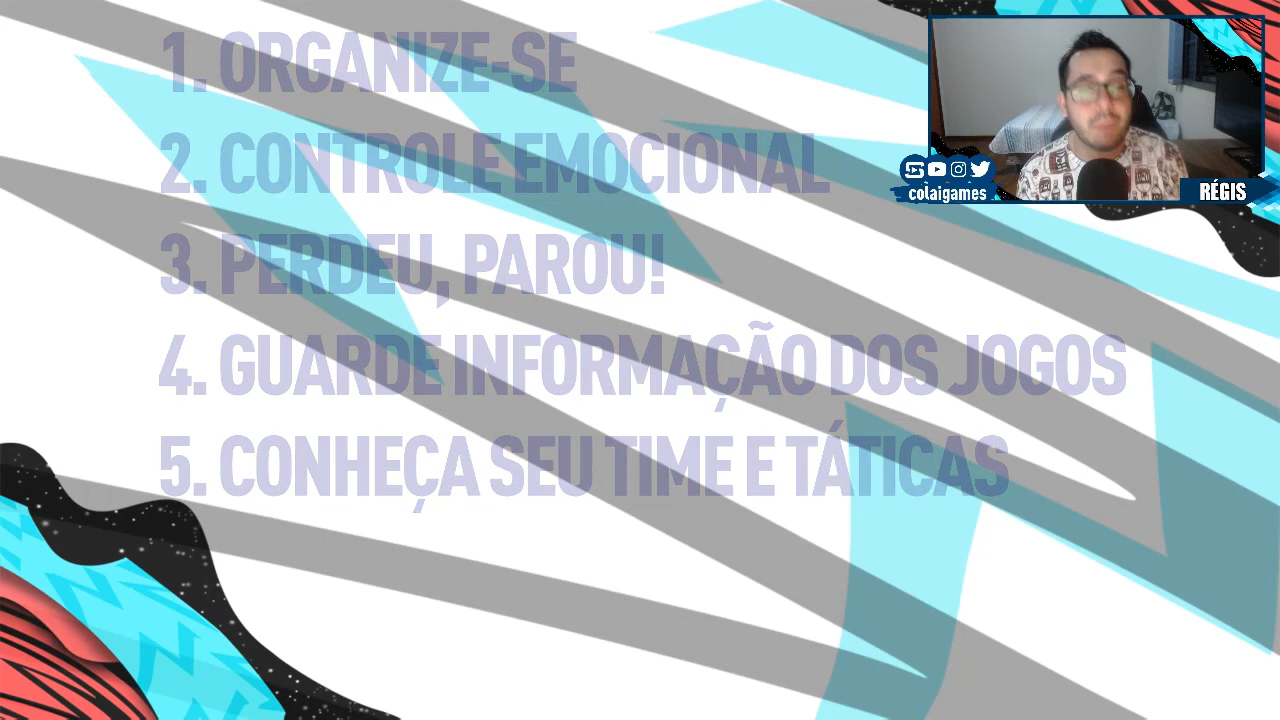 1. ORGANIZE-SE
2. CONTROLE EMOCIONAL
3. PERDEU, PAROU!
4. GUARDE INFORMAÇÃO DOS JOGOS
5. CONHEÇA SEU TIME E TÁTICAS
colaigames
RÉGIS